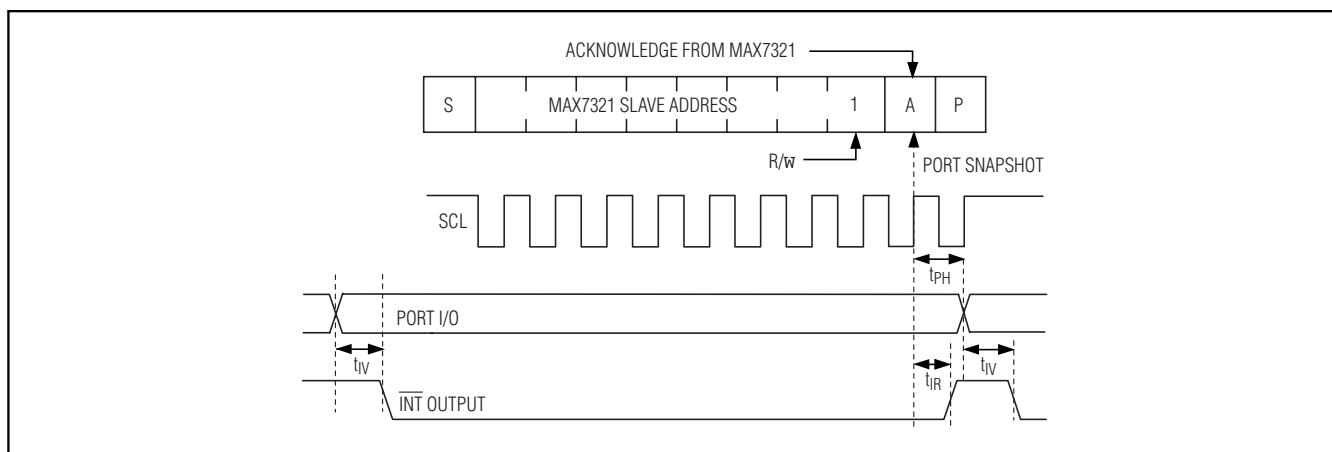 ACKNOWLEDGE FROM MAX7321
S MAX7321 SLAVE ADDRESS 1 A P
R/W
PORT SNAPSHOT
SCL
tPH
PORT I/O
tIV tIR tIV
INT OUTPUT